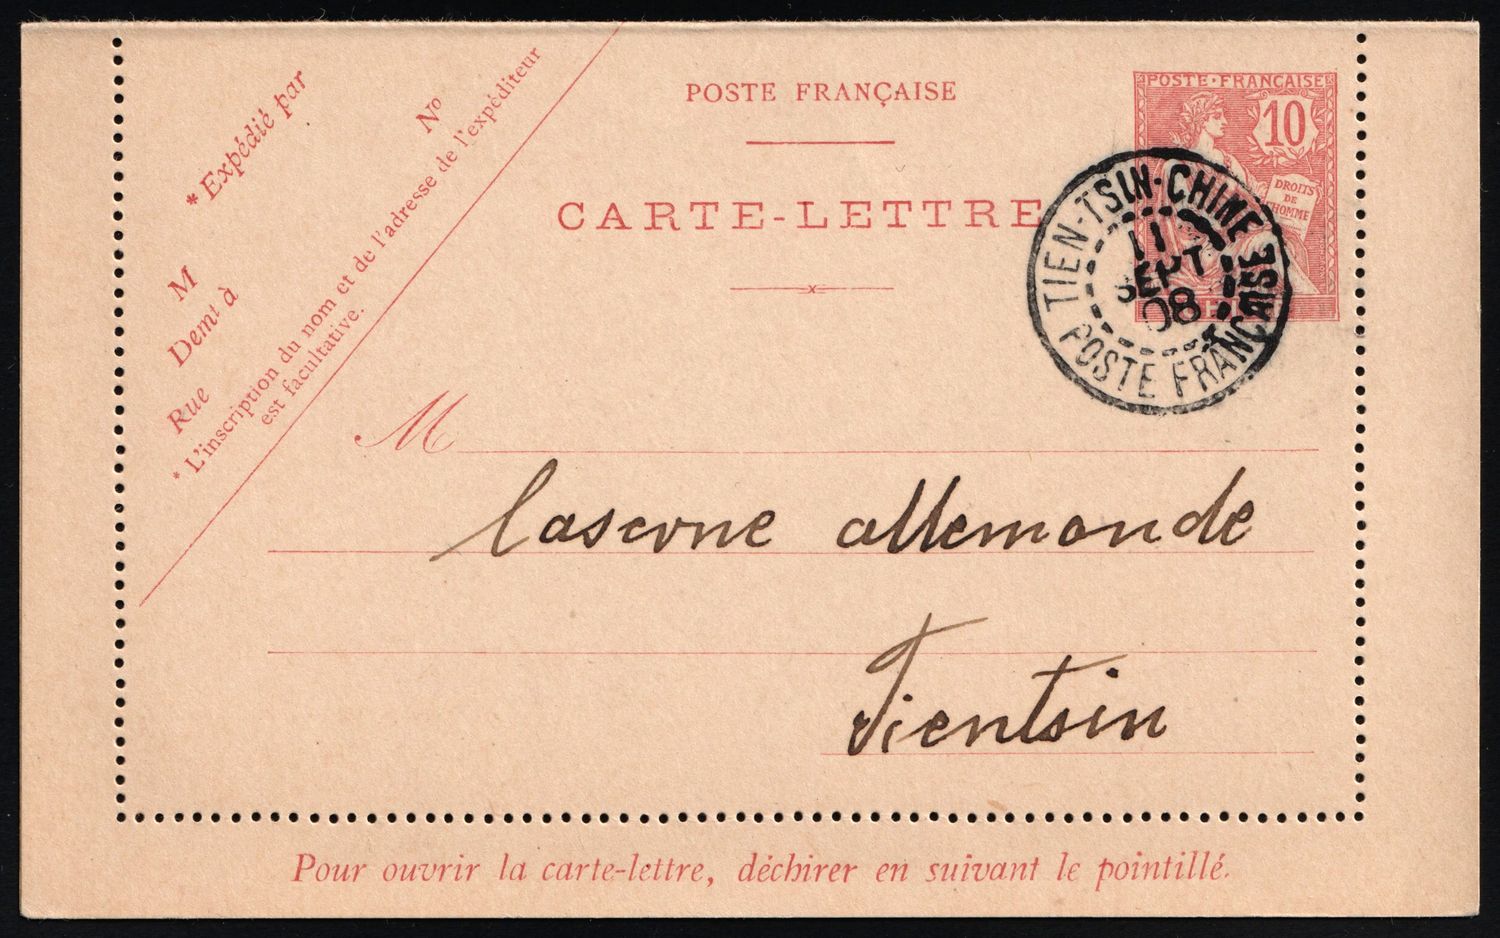 POSTE FRANÇAISE
CARTE-LETTRE
* Expédié par
No
M
Demt à
Rue
* L'inscription du nom et de l'adresse de l'expéditeur
est facultative.
POSTE·FRANÇAISE
10
DROITS
DE
L'HOMME
TIEN-TSIN-CHINE
11
SEPT
08
POSTE FRANÇAISE
M
Caserne allemande
Tientsin
Pour ouvrir la carte-lettre, déchirer en suivant le pointillé.